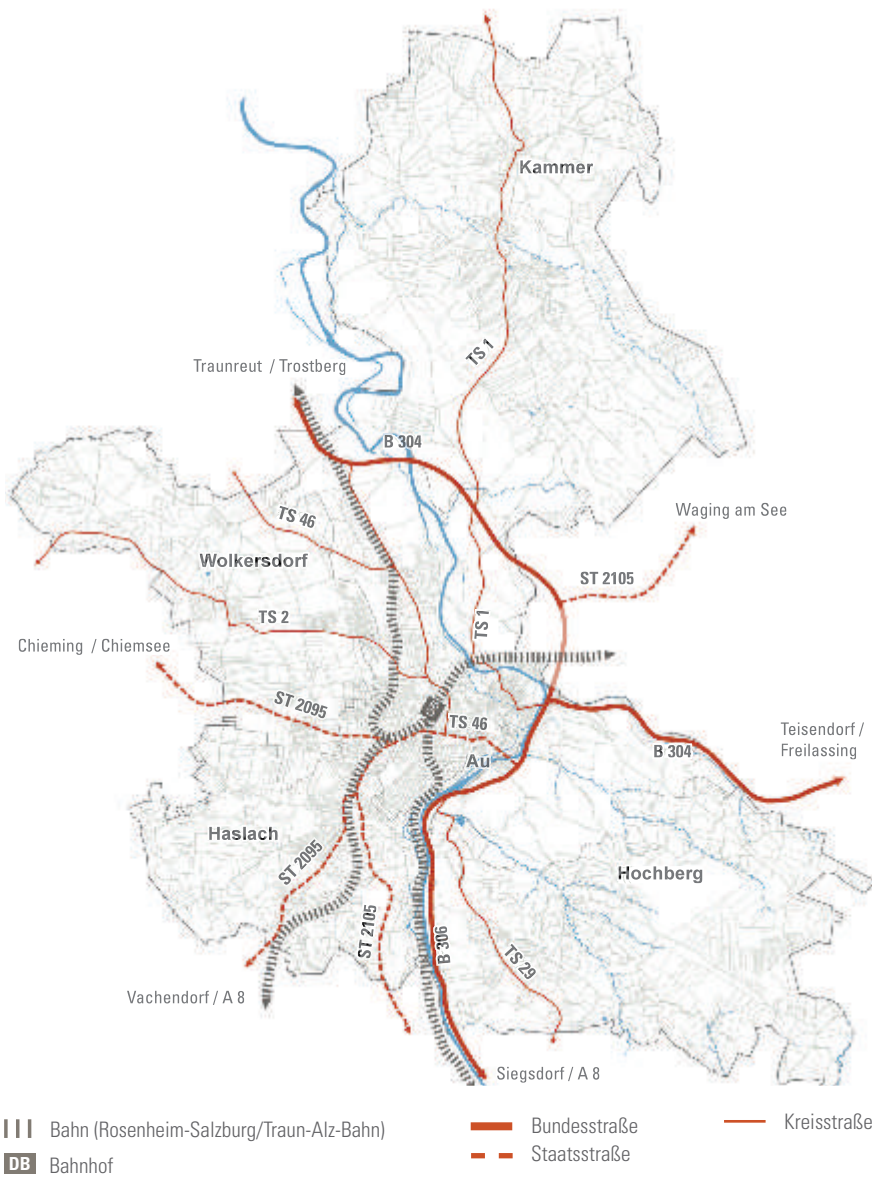 Kammer
TS 1
Traunreut / Trostberg
B 304
Waging am See
TS 46
Wolkersdorf
ST 2105
TS 2
TS 1
Chieming / Chiemsee
ST 2095
DB
TS 46
Teisendorf /
Freilassing
B 304
Au
Haslach
ST 2095
Hochberg
ST 2105
B 306
TS 29
Vachendorf / A 8
Siegsdorf / A 8
Bahn (Rosenheim-Salzburg/Traun-Alz-Bahn)
DB Bahnhof
Bundesstraße
Staatsstraße
Kreisstraße